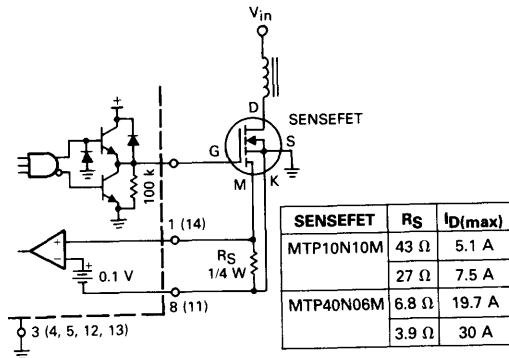 Vin
D
SENSEFET
S
G
M
K
+
100 k
1 (14)
RS
1/4 W
+
−
+
0.1 V
8 (11)
3 (4, 5, 12, 13)
SENSEFET RS ID(max)
MTP10N10M 43 Ω 5.1 A
27 Ω 7.5 A
MTP40N06M 6.8 Ω 19.7 A
3.9 Ω 30 A